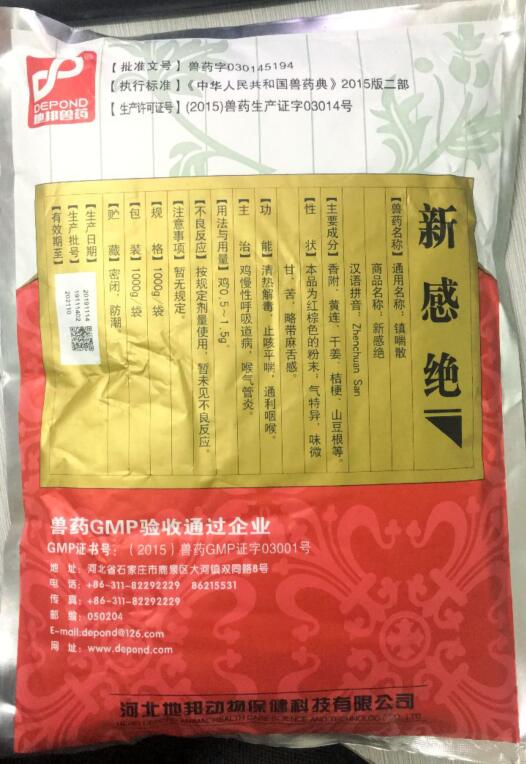 DEPOND
地邦兽药
【批准文号】兽药字030145194
【执行标准】《中华人民共和国兽药典》2015版二部
【生产许可证号】(2015)兽药生产证字03014号
新感绝
【兽药名称】通用名称：镇喘散
商品名称：新感绝
汉语拼音：Zhenchuan San
【主要成分】香附、黄连、干姜、桔梗、山豆根等。
【性 状】本品为红棕色的粉末；气特异，味微
甘、苦，略带麻舌感。
【功 能】清热解毒，止咳平喘，通利咽喉。
【主 治】鸡慢性呼吸道病，喉气管炎。
【用法与用量】鸡0.5～1.5g。
【不良反应】按规定剂量使用，暂未见不良反应。
【注意事项】暂无规定。
【规 格】1000g/袋
【包 装】1000g/袋
【贮 藏】密闭，防潮。
【生产日期】20191114
【生产批号】19111402
【有效期至】202110
兽药GMP验收通过企业
GMP证书号：（2015）兽药GMP证字03001号
地 址：河北省石家庄市鹿泉区大河镇双同路8号
电 话：+86-311-82292229 86215531
传 真：+86-311-82292229
邮 编：050204
E-mail:depond@126.com
网 址：www.depond.com
河北地邦动物保健科技有限公司
HEBEI DEPOND ANIMAL HEALTH CARE SCIENCE AND TECHNOLOGY CO., LTD